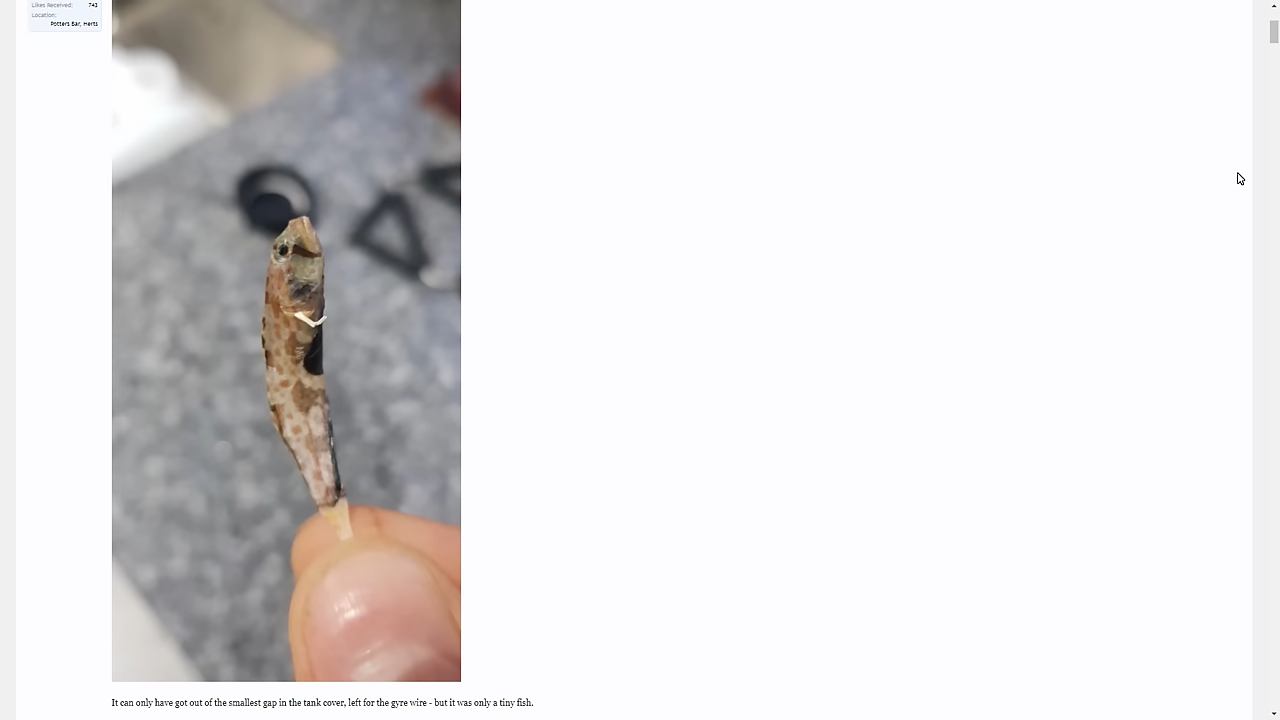 Likes Received: 743
Location:
Potters Bar, Herts
It can only have got out of the smallest gap in the tank cover, left for the gyre wire - but it was only a tiny fish.